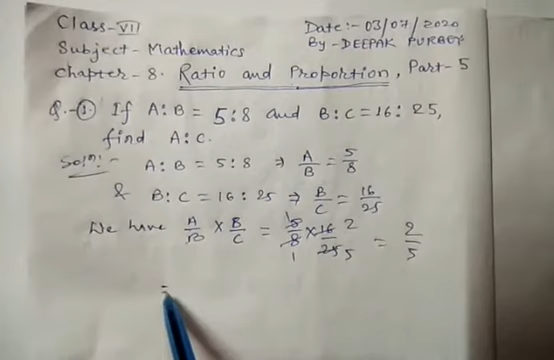 Class-VII
Date:- 03/07/2020
Subject- Mathematics
By - DEEPAK PURBEY
Chapter-8. Ratio and Proportion, Part-5
Q.-① If A:B = 5:8 and B:C = 16:25,
find A:C.
Soln:- A:B = 5:8 ⇒ A/B = 5/8
& B:C = 16:25 ⇒ B/C = 16/25
We have A/B × B/C = 5/8 × 16/25 = 2/5
=